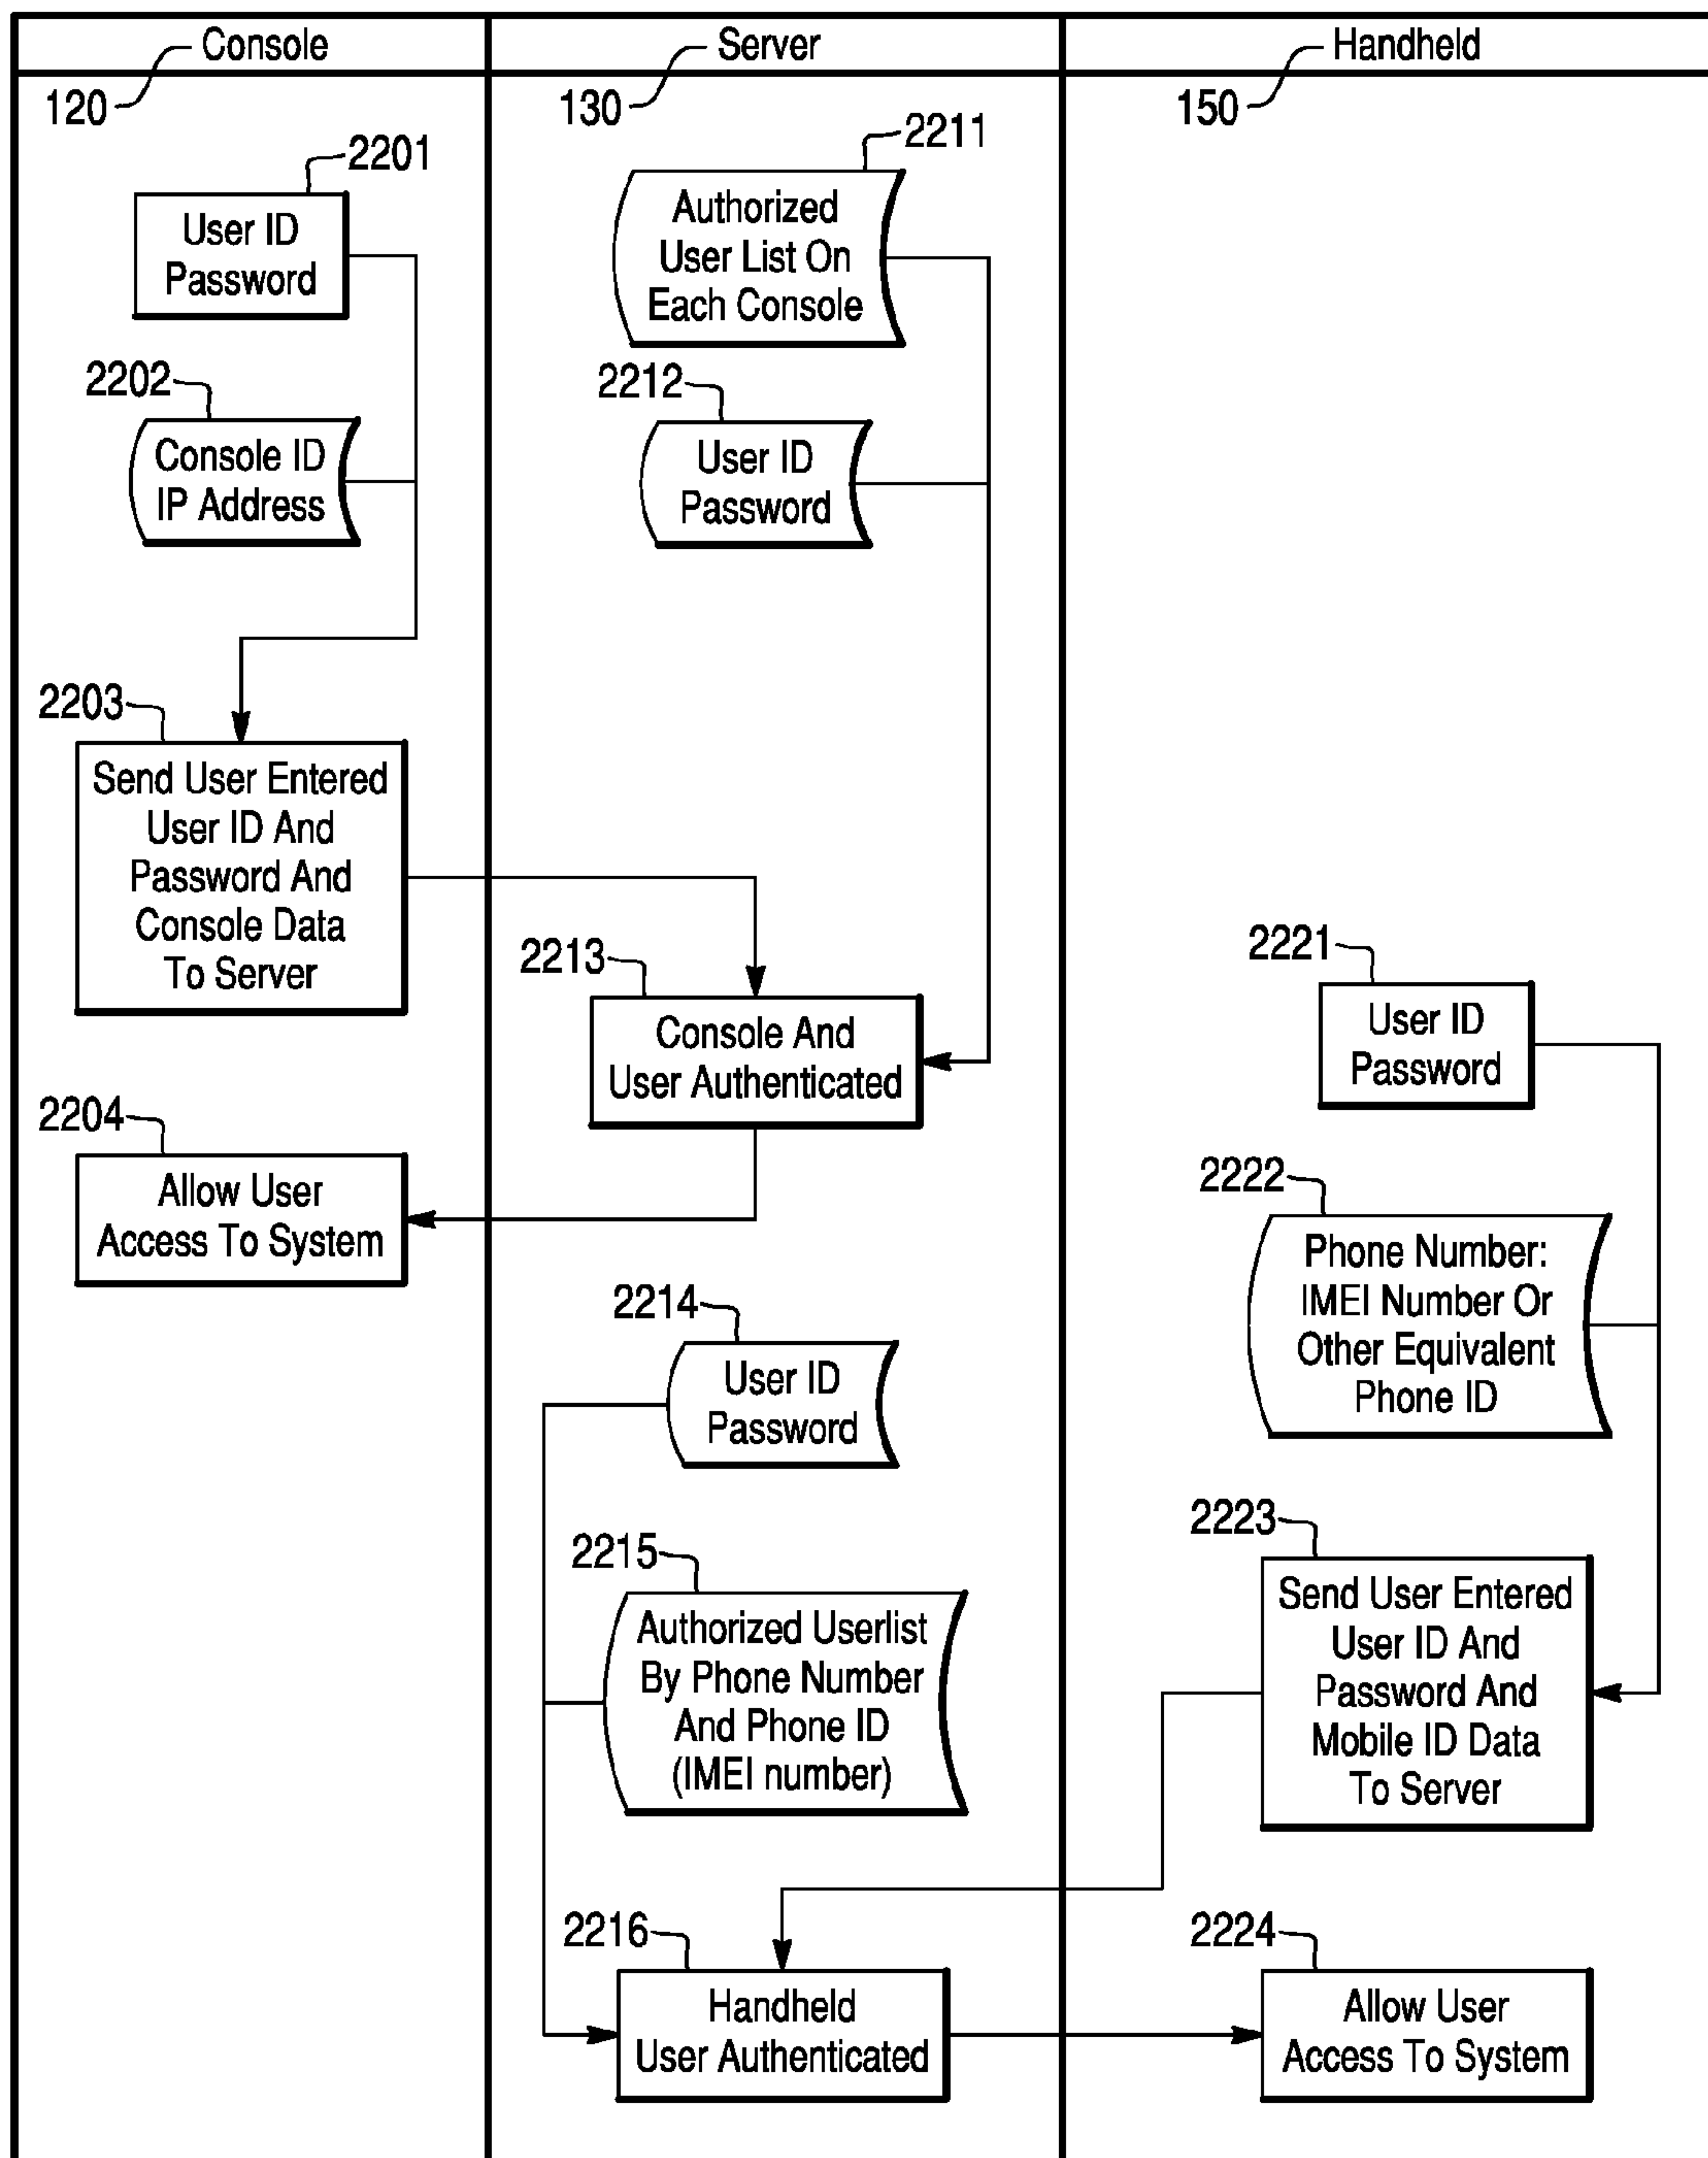 Console
Server
Handheld
120
130
150
2201
User ID
Password
2202
Console ID
IP Address
2203
Send User Entered
User ID And
Password And
Console Data
To Server
2204
Allow User
Access To System
2211
Authorized
User List On
Each Console
2212
User ID
Password
2213
Console And
User Authenticated
2214
User ID
Password
2215
Authorized Userlist
By Phone Number
And Phone ID
(IMEI number)
2216
Handheld
User Authenticated
2221
User ID
Password
2222
Phone Number:
IMEI Number Or
Other Equivalent
Phone ID
2223
Send User Entered
User ID And
Password And
Mobile ID Data
To Server
2224
Allow User
Access To System